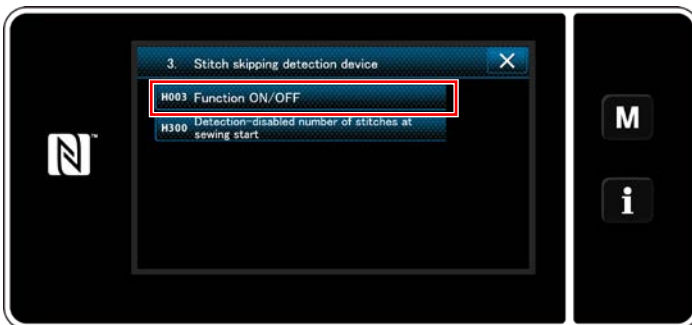 3. Stitch skipping detection device
H003 Function ON/OFF
H300 Detection-disabled number of stitches at
sewing start
M
i